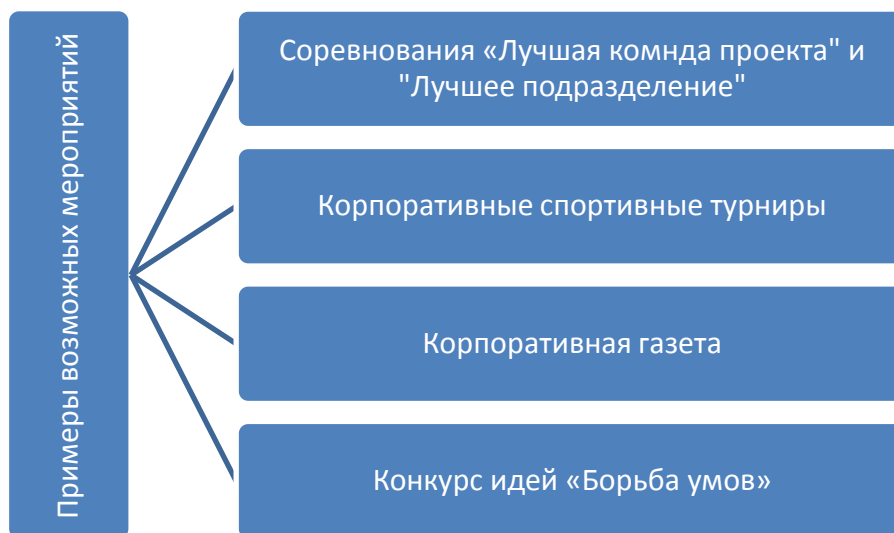 Примеры возможных мероприятий
Соревнования «Лучшая комнда проекта" и
"Лучшее подразделение"
Корпоративные спортивные турниры
Корпоративная газета
Конкурс идей «Борьба умов»